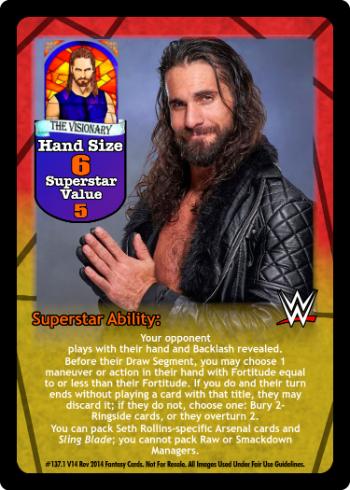 THE VISIONARY
Hand Size
6
Superstar
Value
5
W
Superstar Ability:
Your opponent
plays with their hand and Backlash revealed.
Before their Draw Segment, you may choose 1
maneuver or action in their hand with Fortitude equal
to or less than their Fortitude. If you do and their turn
ends without playing a card with that title, they may
discard it; if they do not, choose one: Bury 2-
Ringside cards, or they overturn 2.
You can pack Seth Rollins-specific Arsenal cards and
Sling Blade; you cannot pack Raw or Smackdown
Managers.
#137.1 V14 Rev 2014 Fantasy Cards. Not For Resale. All Images Used Under Fair Use Guidelines.